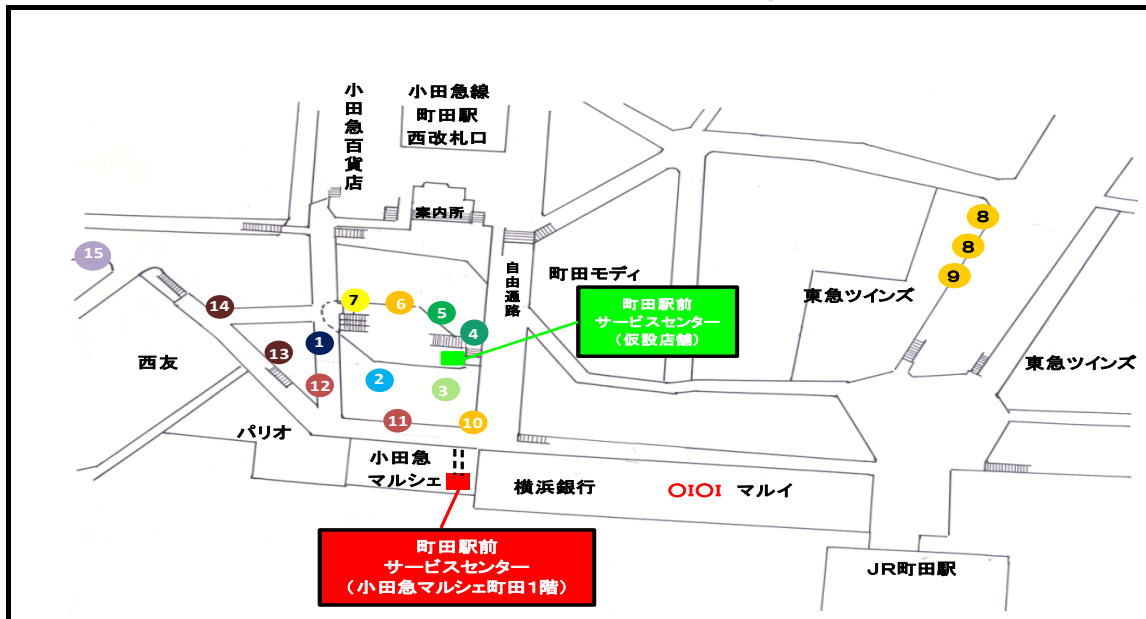 小田急百貨店
小田急線
町田駅
西改札口
案内所
自由通路
町田モディ
東急ツインズ
東急ツインズ
8
8
9
15
14
7
6
5
4
1
13
12
2
3
11
10
町田駅前
サービスセンター
(仮設店舗)
西友
パリオ
小田急
マルシェ
横浜銀行
OIOI マルイ
JR町田駅
町田駅前
サービスセンター
(小田急マルシェ町田1階)